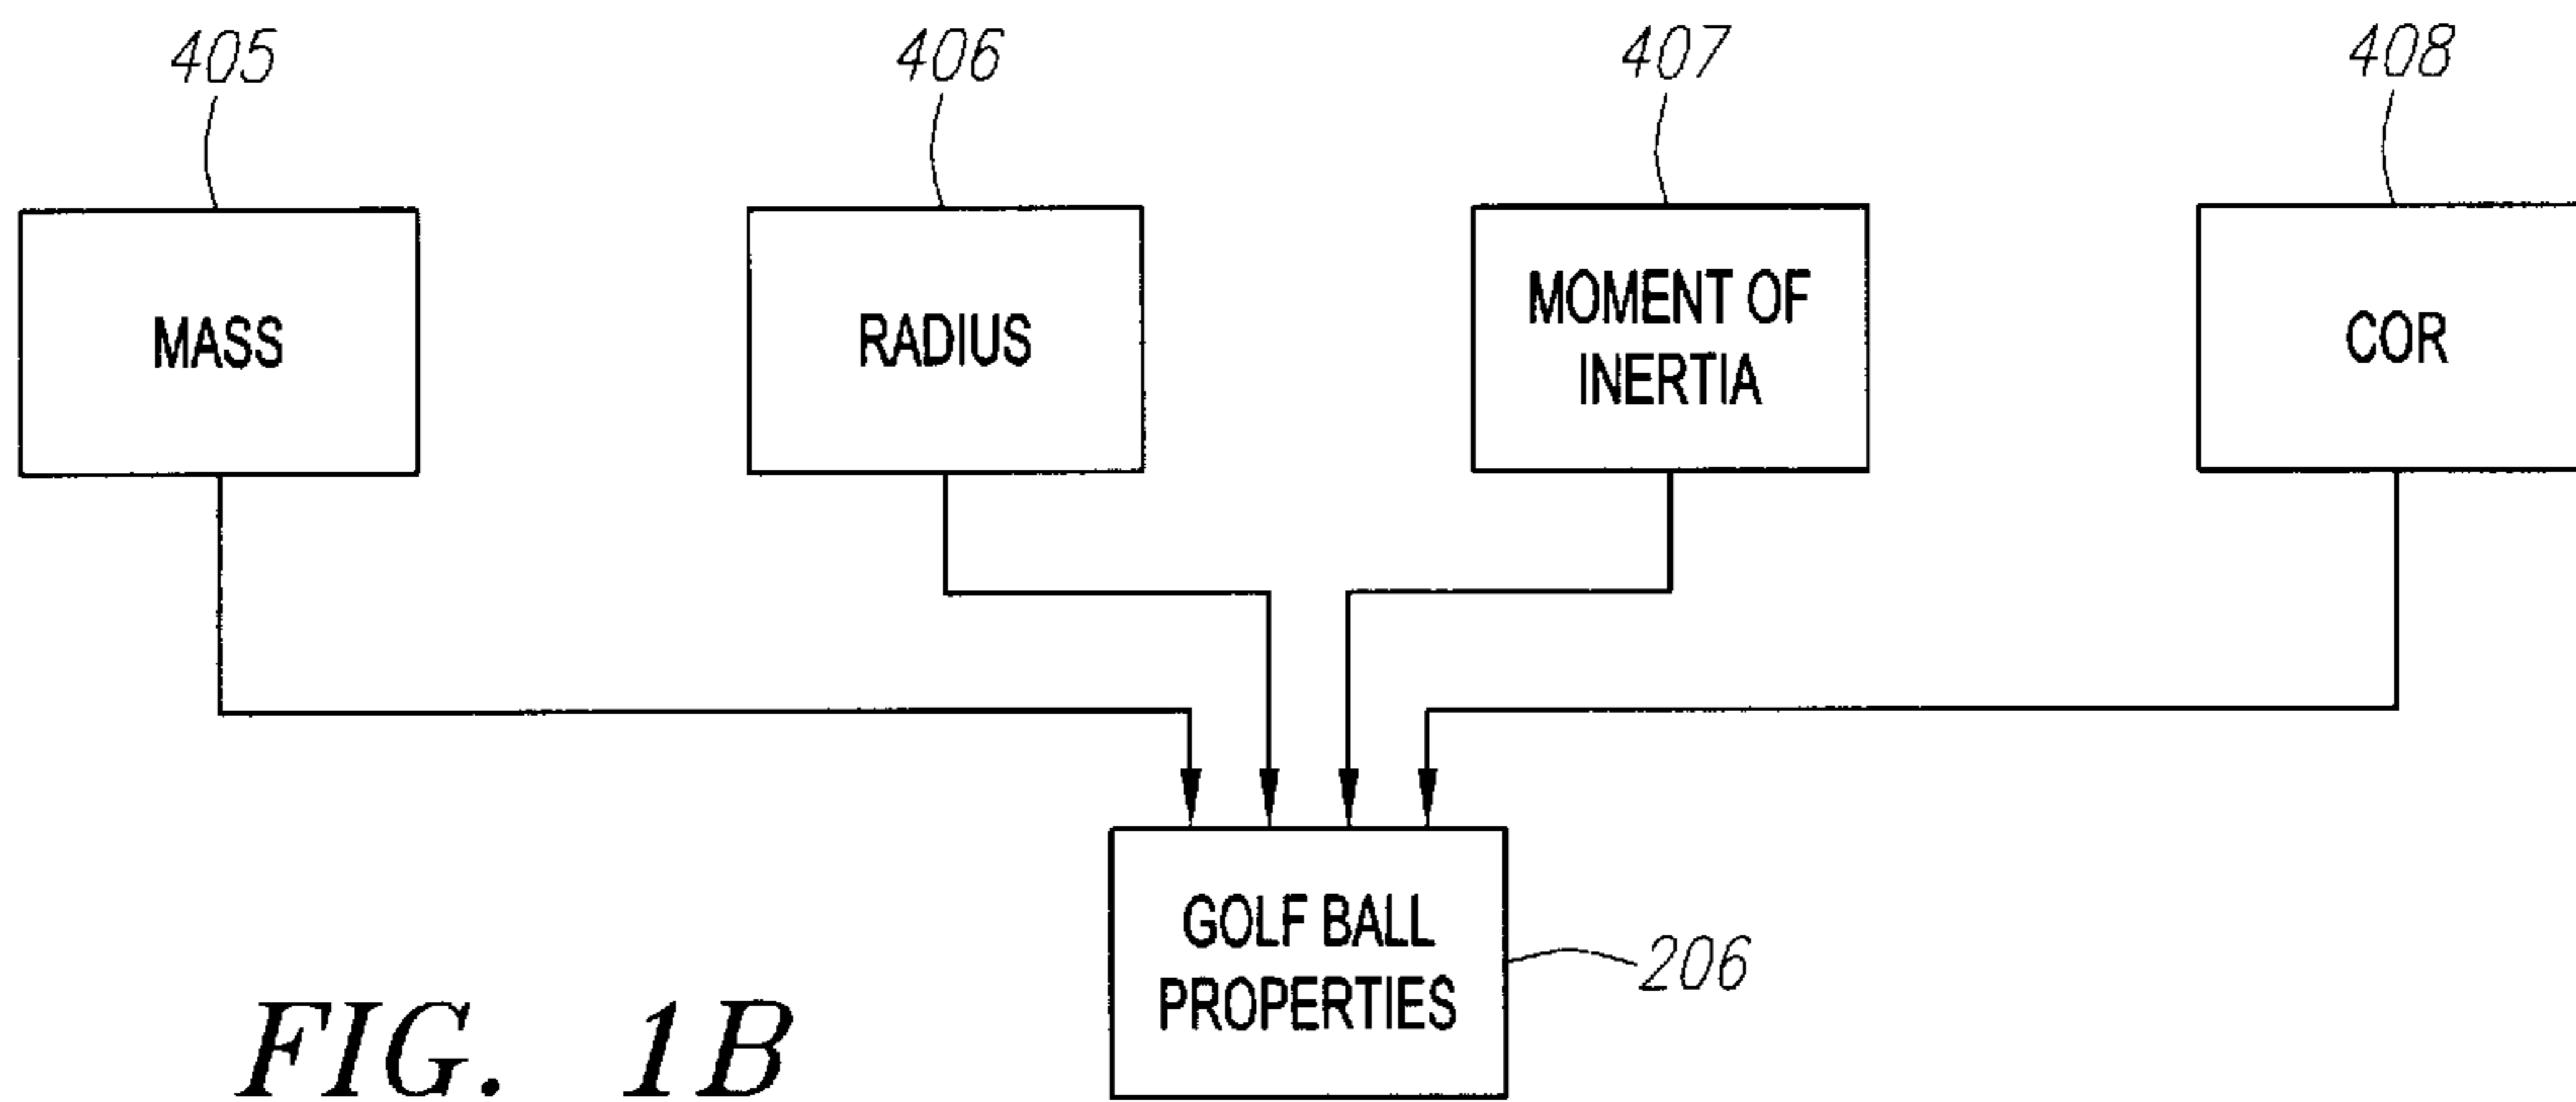 405
406
407
408
MASS
RADIUS
MOMENT OF
INERTIA
COR
GOLF BALL
PROPERTIES
206
FIG. 1B